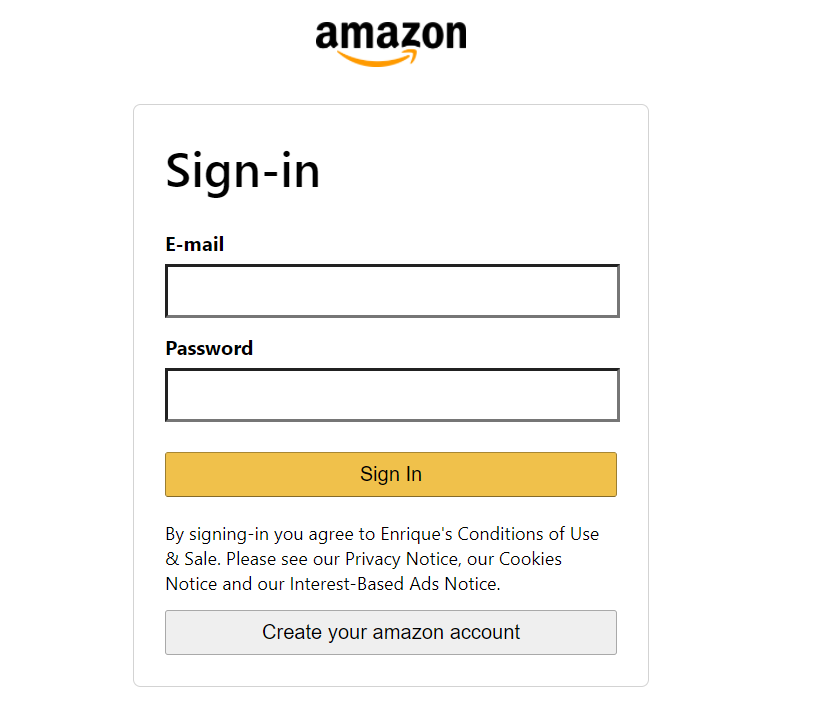 amazon
Sign-in
E-mail
Password
Sign In
By signing-in you agree to Enrique's Conditions of Use
& Sale. Please see our Privacy Notice, our Cookies
Notice and our Interest-Based Ads Notice.
Create your amazon account